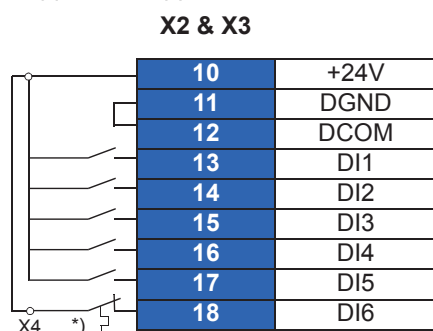 X2 & X3
10 +24V
11 DGND
12 DCOM
13 DI1
14 DI2
15 DI3
16 DI4
17 DI5
18 DI6
X4 *)